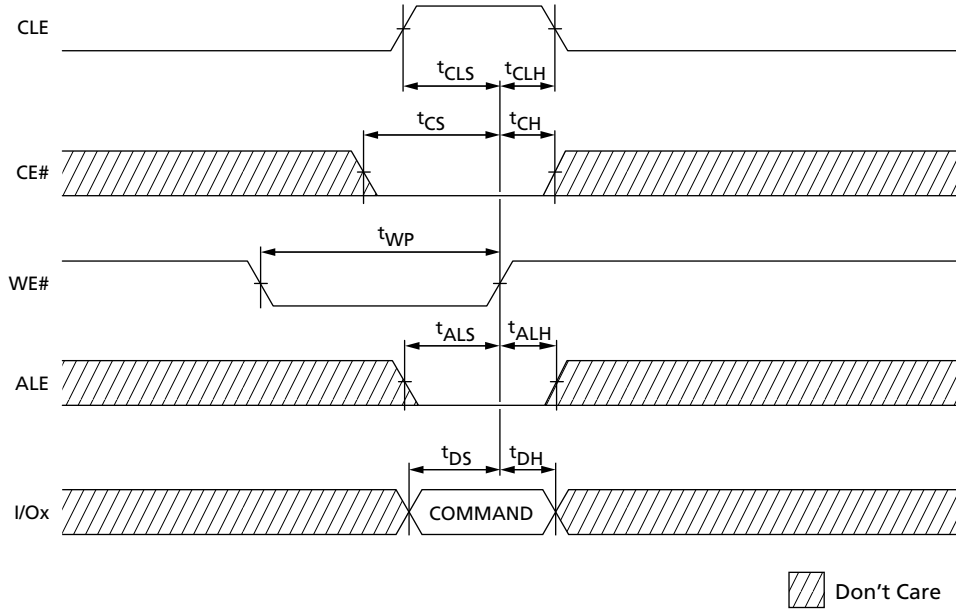 CLE
tCLS tCLH
tCS tCH
CE#
tWP
WE#
tALS tALH
ALE
tDS tDH
I/Ox COMMAND
Don't Care